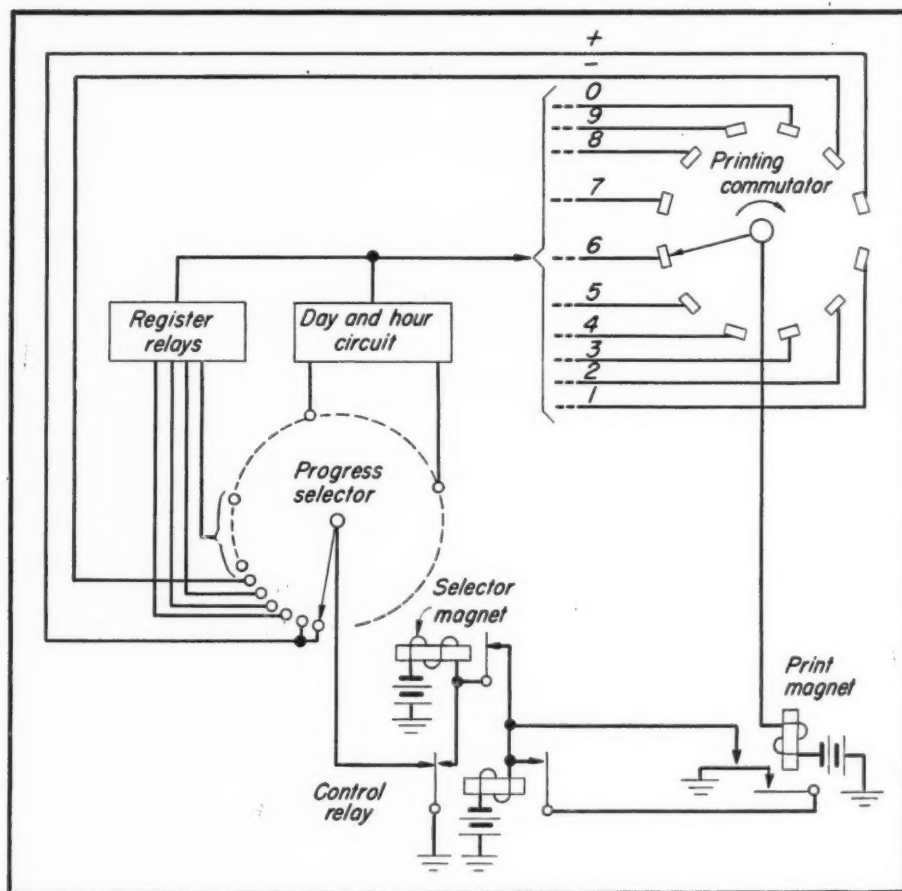 +
-
0
9
8
7
6
5
4
3
2
1
Printing
commutator
Register
relays
Day and hour
circuit
Progress
selector
Selector
magnet
Print
magnet
Control
relay